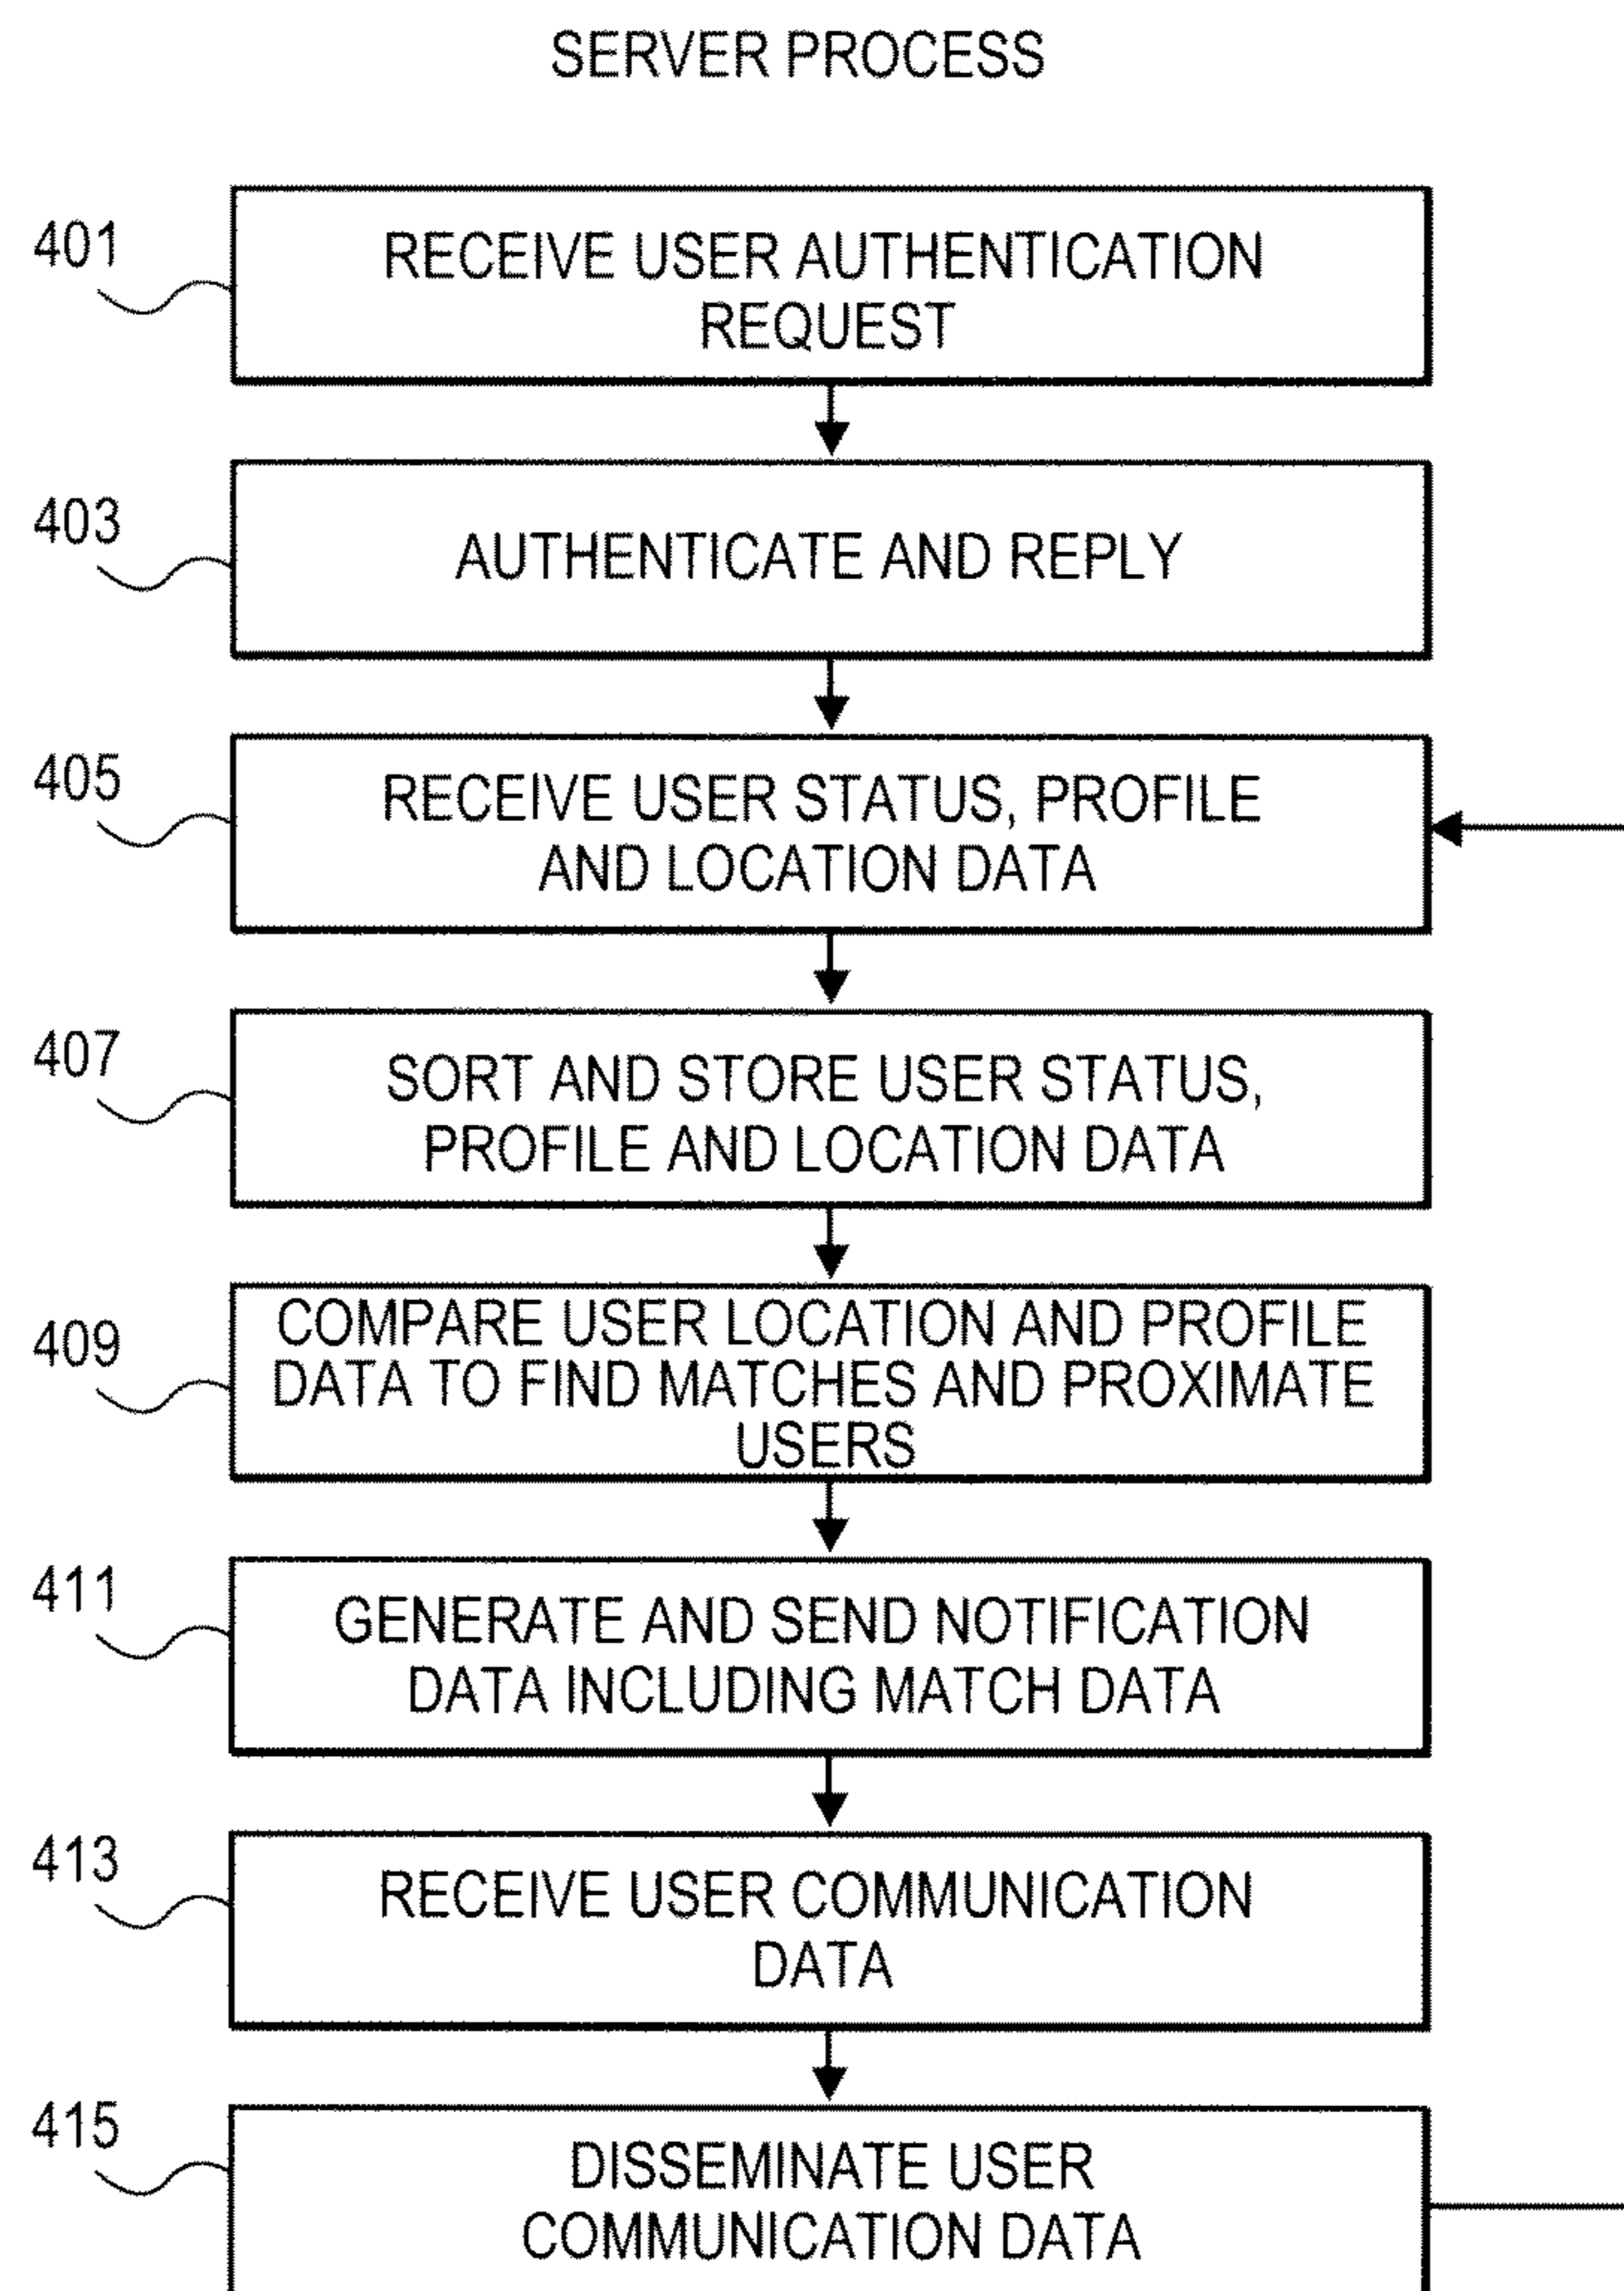 SERVER PROCESS
401
RECEIVE USER AUTHENTICATION
REQUEST
403
AUTHENTICATE AND REPLY
405
RECEIVE USER STATUS, PROFILE
AND LOCATION DATA
407
SORT AND STORE USER STATUS,
PROFILE AND LOCATION DATA
409
COMPARE USER LOCATION AND PROFILE
DATA TO FIND MATCHES AND PROXIMATE
USERS
411
GENERATE AND SEND NOTIFICATION
DATA INCLUDING MATCH DATA
413
RECEIVE USER COMMUNICATION
DATA
415
DISSEMINATE USER
COMMUNICATION DATA